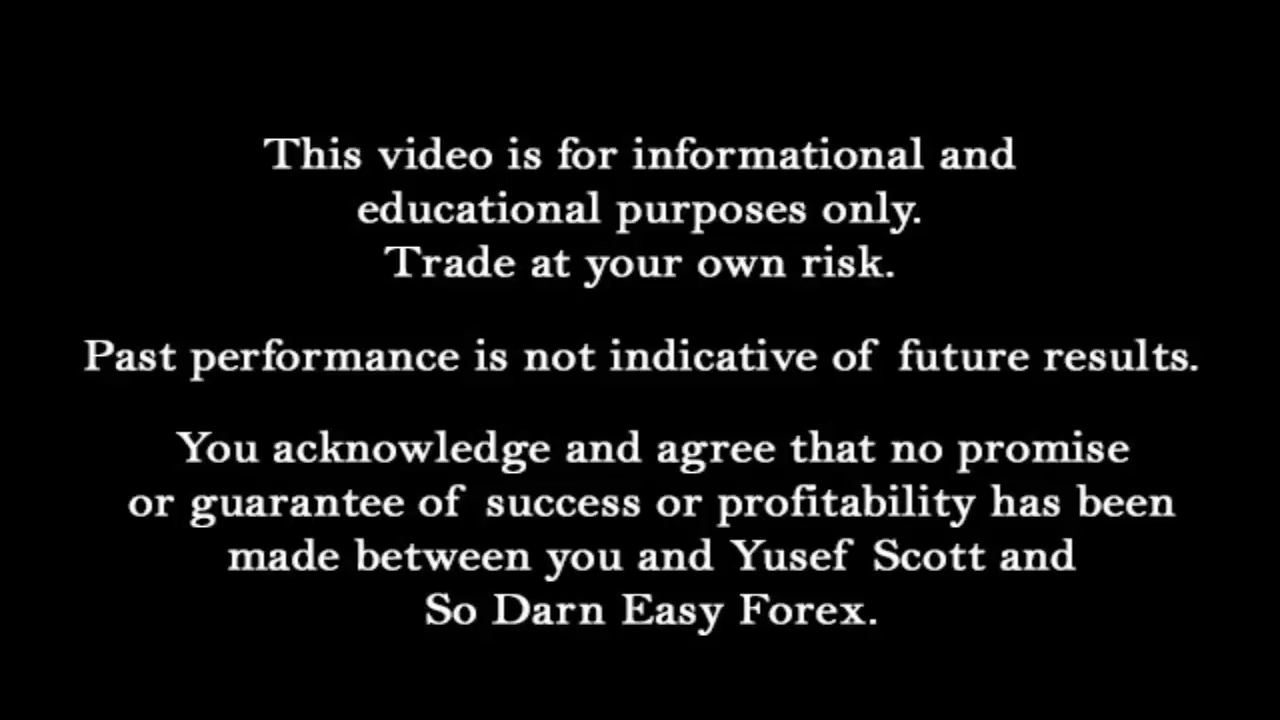 This video is for informational and
educational purposes only.
Trade at your own risk.
Past performance is not indicative of future results.
You acknowledge and agree that no promise
or guarantee of success or profitability has been
made between you and Yusef Scott and
So Darn Easy Forex.